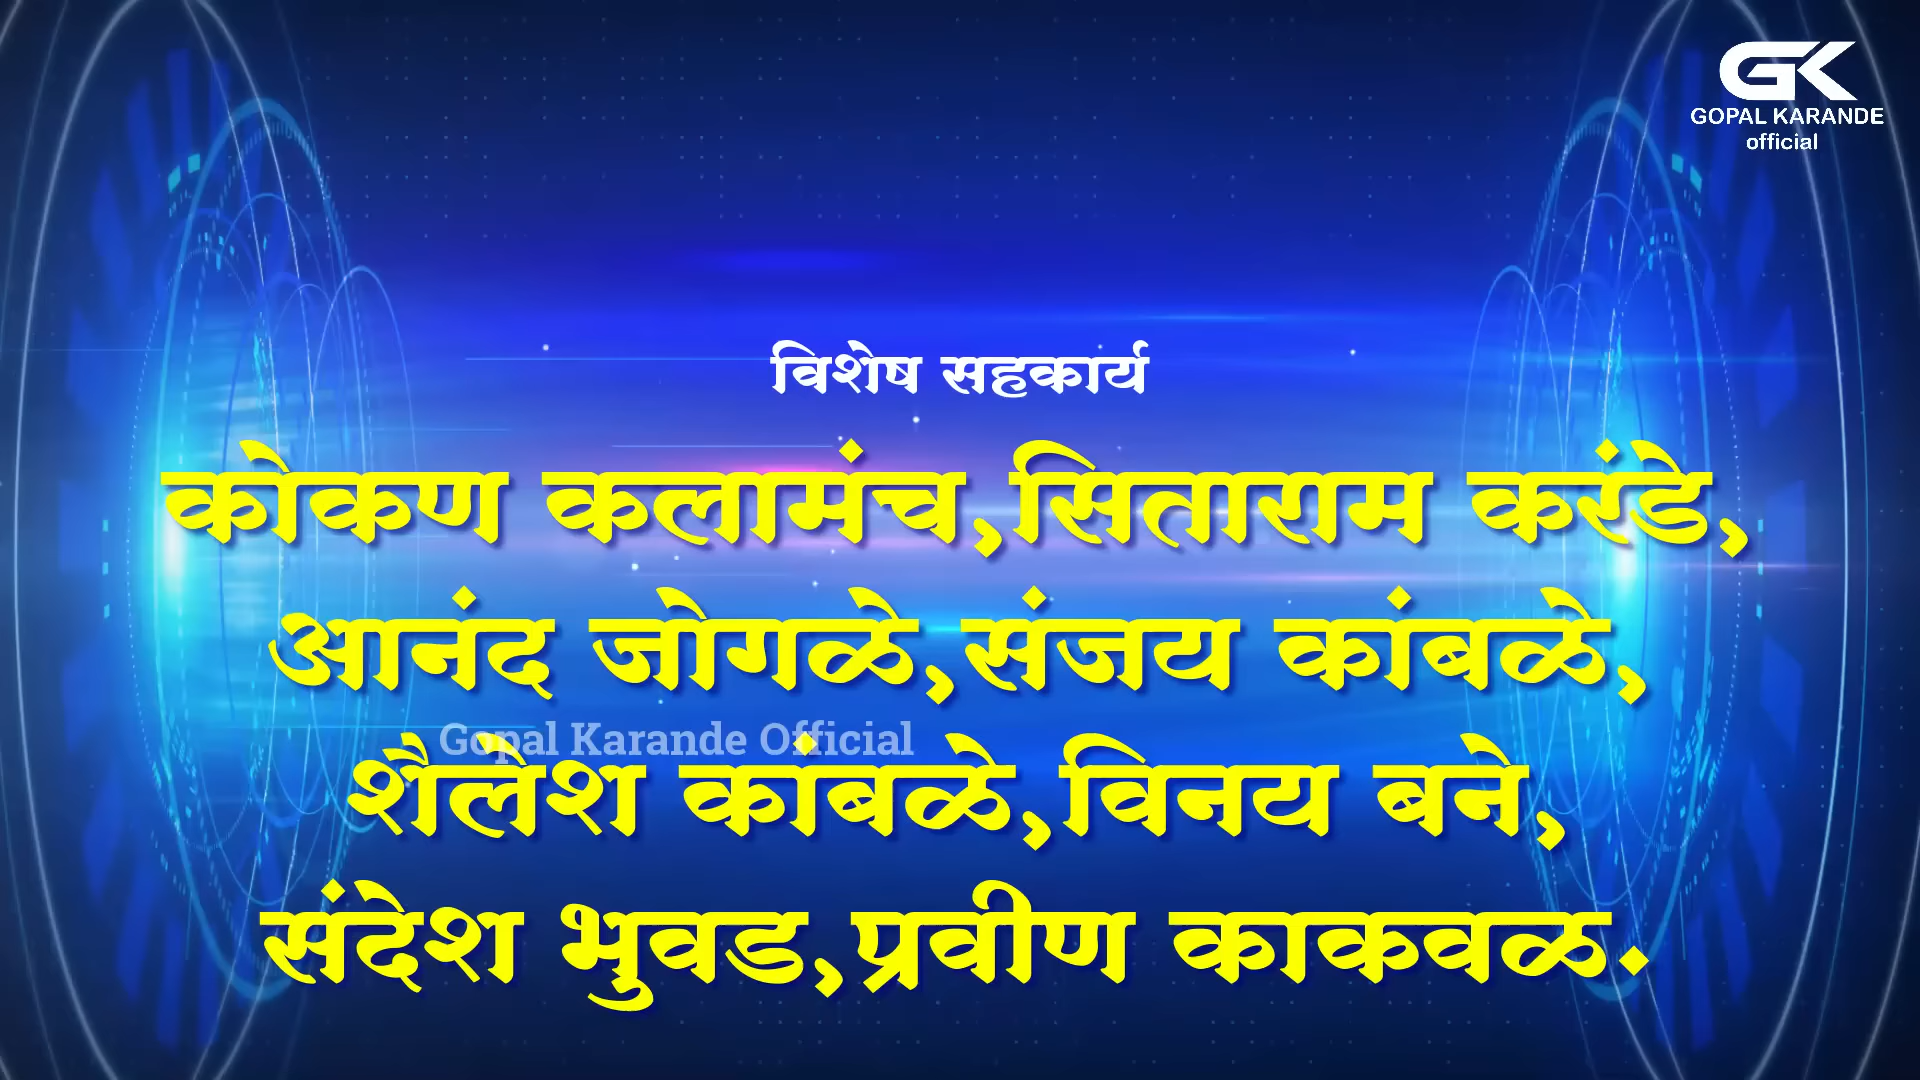 GK
GOPAL KARANDE
official
विशेष सहकार्य
कोकण कलामंच,सिताराम करंडे,
आनंद जोगळे,संजय कांबळे,
Gopal Karande Official
शैलेश कांबळे,विनय बने,
संदेश भुवड,प्रवीण काकवळ.